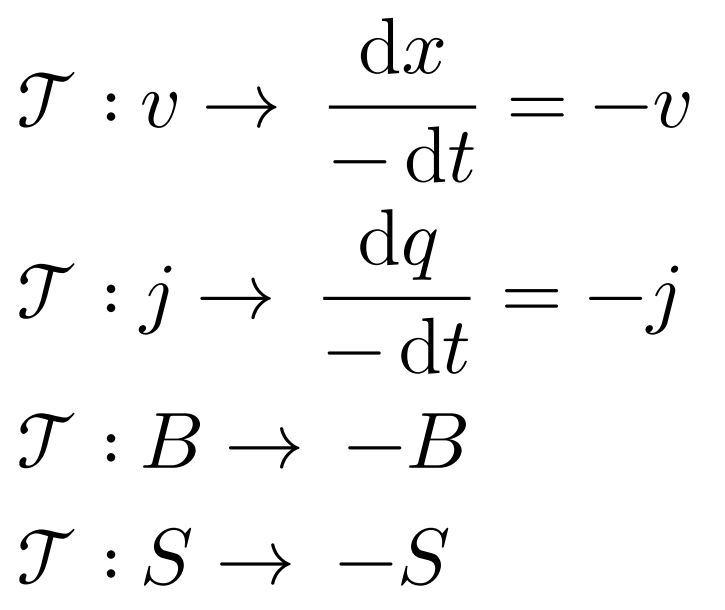 𝒯 : v → dx / −dt = −v
𝒯 : j → dq / −dt = −j
𝒯 : B → −B
𝒯 : S → −S